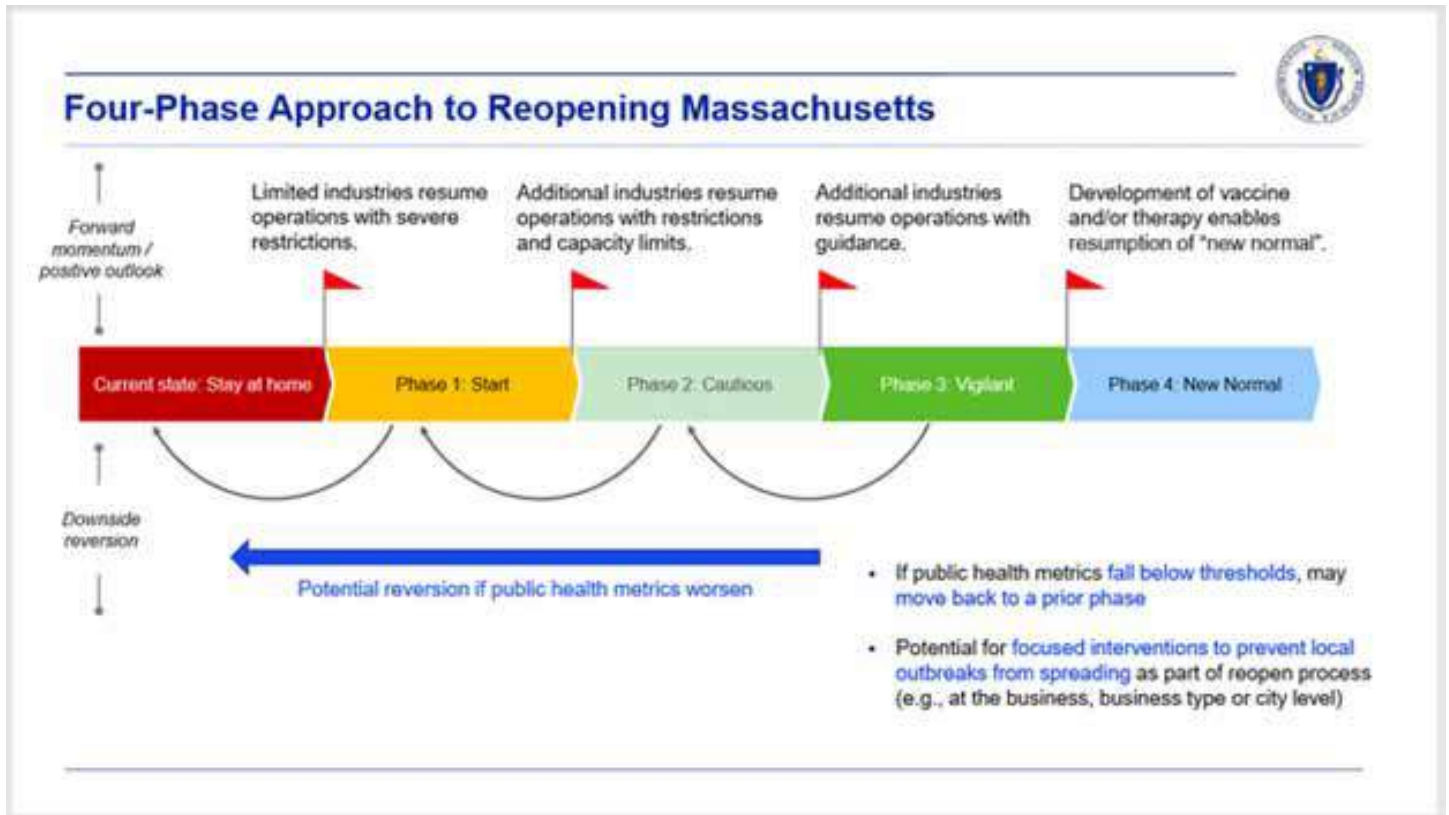 Four-Phase Approach to Reopening Massachusetts
Forward
momentum /
positive outlook
Limited industries resume
operations with severe
restrictions.
Additional industries resume
operations with restrictions
and capacity limits.
Additional industries
resume operations with
guidance.
Development of vaccine
and/or therapy enables
resumption of “new normal”.
Current state: Stay at home
Phase 1: Start
Phase 2: Cautious
Phase 3: Vigilant
Phase 4: New Normal
Downside
reversion
Potential reversion if public health metrics worsen
• If public health metrics fall below thresholds, may
move back to a prior phase
• Potential for focused interventions to prevent local
outbreaks from spreading as part of reopen process
(e.g., at the business, business type or city level)